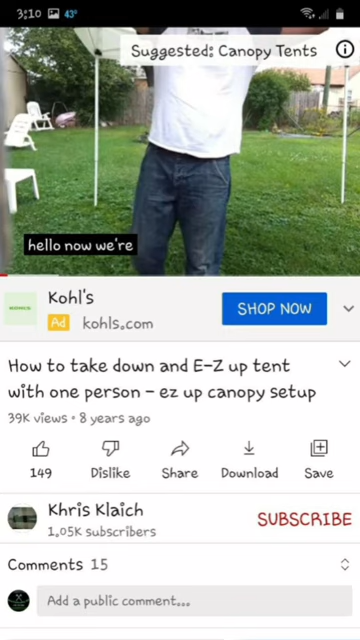 3:10 43°
Suggested: Canopy Tents
hello now we're
Kohl's
SHOP NOW
Ad kohls.com
How to take down and E-Z up tent
with one person - ez up canopy setup
39K views • 8 years ago
149 Dislike Share Download Save
Khris Klaich
1.05K subscribers
SUBSCRIBE
Comments 15
Add a public comment...